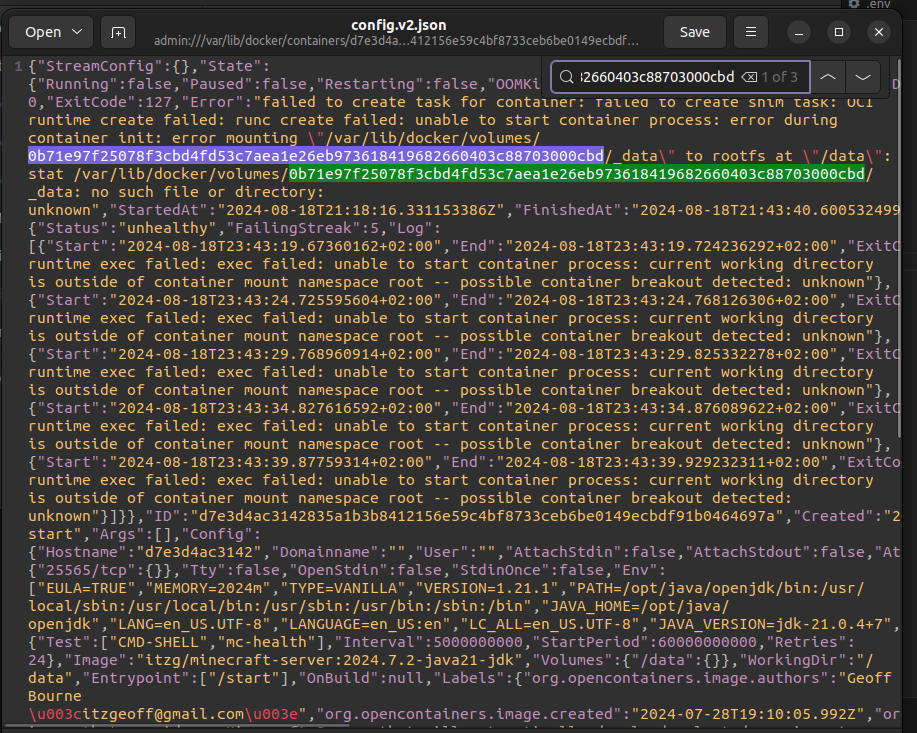 .env
Open
config.v2.json
admin:///var/lib/docker/containers/d7e3d4a…412156e59c4bf8733ceb6be0149ecbdf…
Save
1 {"StreamConfig":{},"State":
{"Running":false,"Paused":false,"Restarting":false,"OOMKi
2660403c88703000cbd 1 of 3
0,"ExitCode":127,"Error":"failed to create task for container: failed to create shim task: OCI
runtime create failed: runc create failed: unable to start container process: error during
container init: error mounting \"/var/lib/docker/volumes/
0b71e97f25078f3cbd4fd53c7aea1e26eb973618419682660403c88703000cbd/_data\" to rootfs at \"/data\":
stat /var/lib/docker/volumes/0b71e97f25078f3cbd4fd53c7aea1e26eb973618419682660403c88703000cbd/
_data: no such file or directory:
unknown","StartedAt":"2024-08-18T21:18:16.331153386Z","FinishedAt":"2024-08-18T21:43:40.600532499
{"Status":"unhealthy","FailingStreak":5,"Log":
[{"Start":"2024-08-18T23:43:19.67360162+02:00","End":"2024-08-18T23:43:19.724236292+02:00","ExitC
runtime exec failed: exec failed: unable to start container process: current working directory
is outside of container mount namespace root -- possible container breakout detected: unknown"},
{"Start":"2024-08-18T23:43:24.725595604+02:00","End":"2024-08-18T23:43:24.768126306+02:00","ExitC
runtime exec failed: exec failed: unable to start container process: current working directory
is outside of container mount namespace root -- possible container breakout detected: unknown"},
{"Start":"2024-08-18T23:43:29.768960914+02:00","End":"2024-08-18T23:43:29.825332278+02:00","ExitC
runtime exec failed: exec failed: unable to start container process: current working directory
is outside of container mount namespace root -- possible container breakout detected: unknown"},
{"Start":"2024-08-18T23:43:34.827616592+02:00","End":"2024-08-18T23:43:34.876089622+02:00","ExitC
runtime exec failed: exec failed: unable to start container process: current working directory
is outside of container mount namespace root -- possible container breakout detected: unknown"},
{"Start":"2024-08-18T23:43:39.87759314+02:00","End":"2024-08-18T23:43:39.929232311+02:00","ExitCo
runtime exec failed: exec failed: unable to start container process: current working directory
is outside of container mount namespace root -- possible container breakout detected:
unknown"}]}},"ID":"d7e3d4ac3142835a1b3b8412156e59c4bf8733ceb6be0149ecbdf91b0464697a","Created":"2
start","Args":[],"Config":
{"Hostname":"d7e3d4ac3142","Domainname":"","User":"","AttachStdin":false,"AttachStdout":false,"At
{"25565/tcp":{}},"Tty":false,"OpenStdin":false,"StdinOnce":false,"Env":
["EULA=TRUE","MEMORY=2024m","TYPE=VANILLA","VERSION=1.21.1","PATH=/opt/java/openjdk/bin:/usr/
local/sbin:/usr/local/bin:/usr/sbin:/usr/bin:/sbin:/bin","JAVA_HOME=/opt/java/
openjdk","LANG=en_US.UTF-8","LANGUAGE=en_US:en","LC_ALL=en_US.UTF-8","JAVA_VERSION=jdk-21.0.4+7",
{"Test":["CMD-SHELL","mc-health"],"Interval":5000000000,"StartPeriod":60000000000,"Retries":
24},"Image":"itzg/minecraft-server:2024.7.2-java21-jdk","Volumes":{"/data":{}},"WorkingDir":"/
data","Entrypoint":["/start"],"OnBuild":null,"Labels":{"org.opencontainers.image.authors":"Geoff
Bourne
\u003citzgeoff@gmail.com\u003e","org.opencontainers.image.created":"2024-07-28T19:10:05.992Z","or